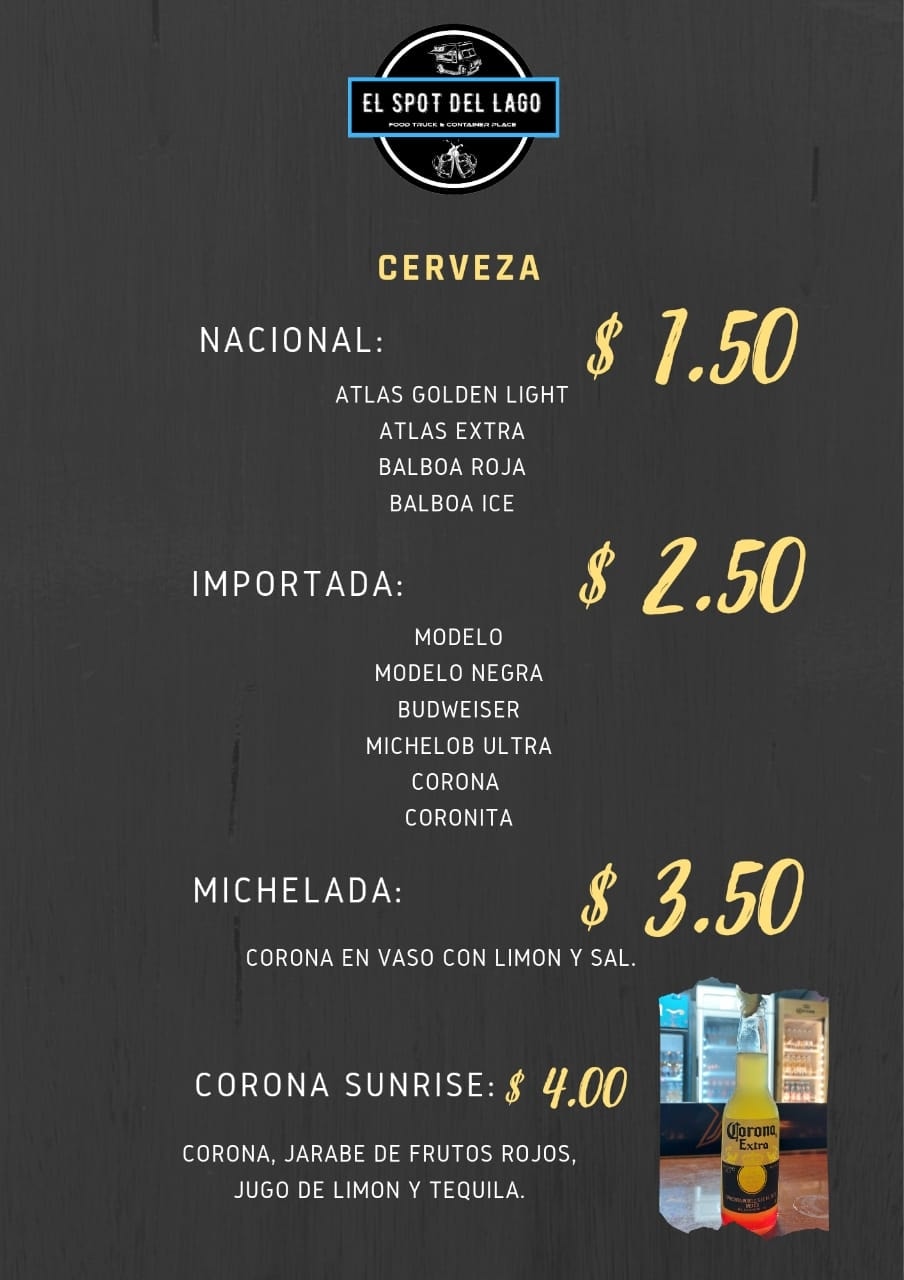 EL SPOT DEL LAGO
FOOD TRUCK & CONTAINER PLACE
CERVEZA
NACIONAL: $ 1.50
ATLAS GOLDEN LIGHT
ATLAS EXTRA
BALBOA ROJA
BALBOA ICE
IMPORTADA: $ 2.50
MODELO
MODELO NEGRA
BUDWEISER
MICHELOB ULTRA
CORONA
CORONITA
MICHELADA: $ 3.50
CORONA EN VASO CON LIMON Y SAL.
CORONA SUNRISE: $ 4.00
CORONA, JARABE DE FRUTOS ROJOS,
JUGO DE LIMON Y TEQUILA.
Corona
Extra